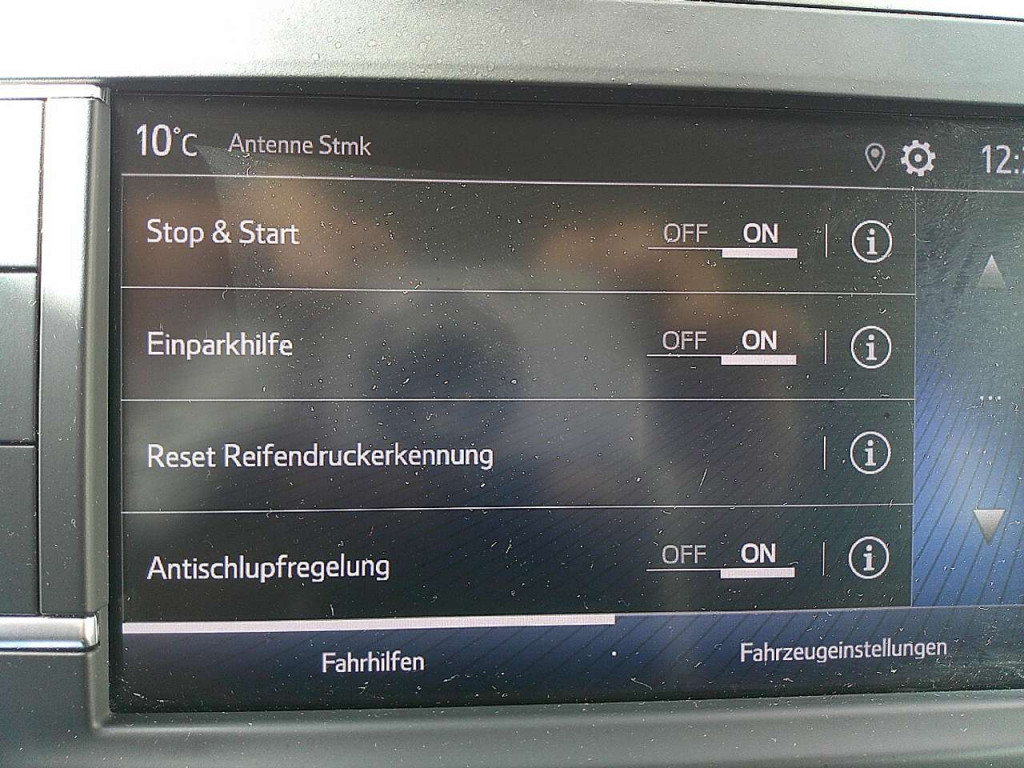 10°C Antenne Stmk
Stop & Start OFF ON
Einparkhilfe OFF ON
Reset Reifendruckerkennung
Antischlupfregelung OFF ON
Fahrhilfen Fahrzeugeinstellungen